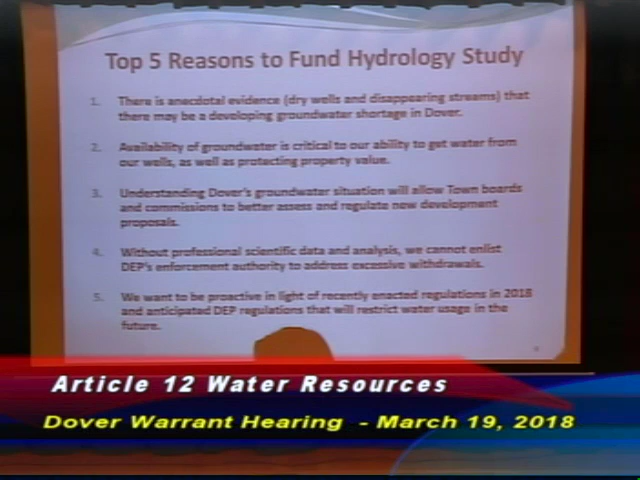 Top 5 Reasons to Fund Hydrology Study
1. There is anecdotal evidence (dry wells and disappearing streams) that
there may be a developing groundwater shortage in Dover.
2. Availability of groundwater is critical to our ability to get water from
our wells, as well as protecting property value.
3. Understanding Dover's groundwater situation will allow Town boards
and commissions to better assess and regulate new development
proposals.
4. Without professional scientific data and analysis, we cannot enlist
DEP's enforcement authority to address excessive withdrawals.
5. We want to be proactive in light of recently enacted regulations in 2018
and anticipated DEP regulations that will restrict water usage in the
future.
Article 12 Water Resources
Dover Warrant Hearing - March 19, 2018